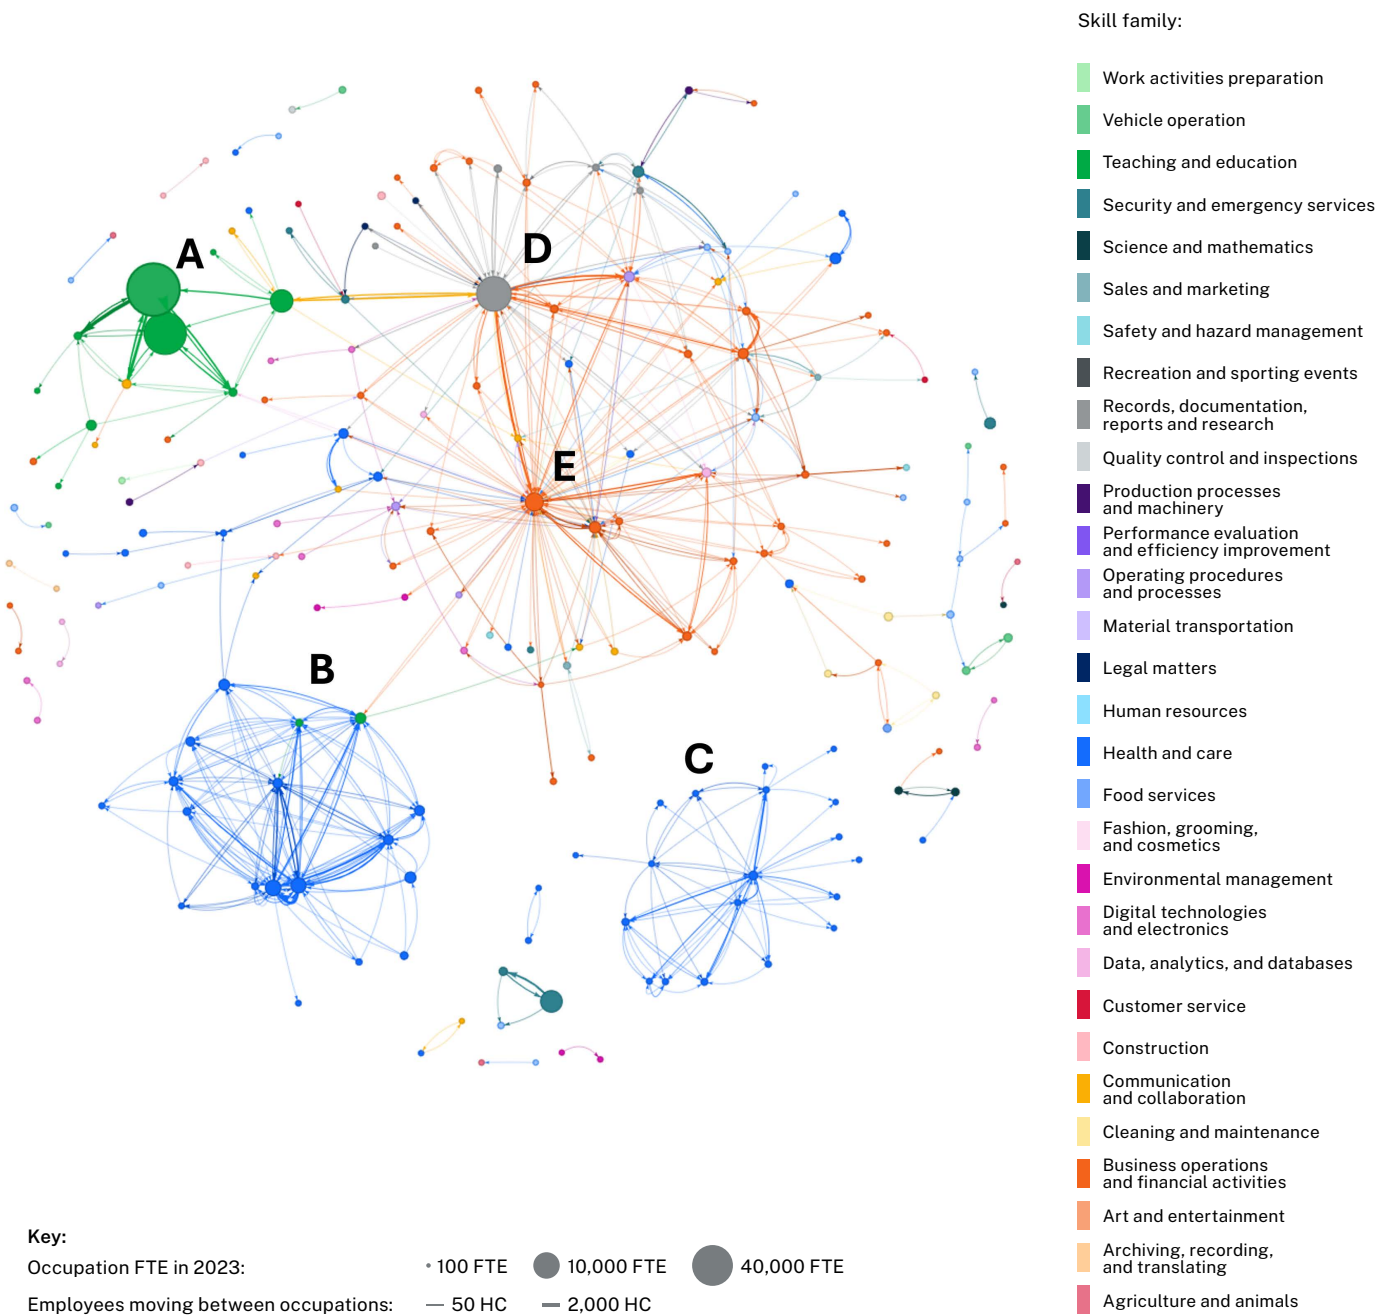 Skill family:
Work activities preparation
Vehicle operation
Teaching and education
Security and emergency services
Science and mathematics
Sales and marketing
Safety and hazard management
Recreation and sporting events
Records, documentation,
reports and research
Quality control and inspections
Production processes
and machinery
Performance evaluation
and efficiency improvement
Operating procedures
and processes
Material transportation
Legal matters
Human resources
Health and care
Food services
Fashion, grooming,
and cosmetics
Environmental management
Digital technologies
and electronics
Data, analytics, and databases
Customer service
Construction
Communication
and collaboration
Cleaning and maintenance
Business operations
and financial activities
Art and entertainment
Archiving, recording,
and translating
Agriculture and animals
A
D
E
B
C
Key:
Occupation FTE in 2023: 100 FTE 10,000 FTE 40,000 FTE
Employees moving between occupations: 50 HC 2,000 HC